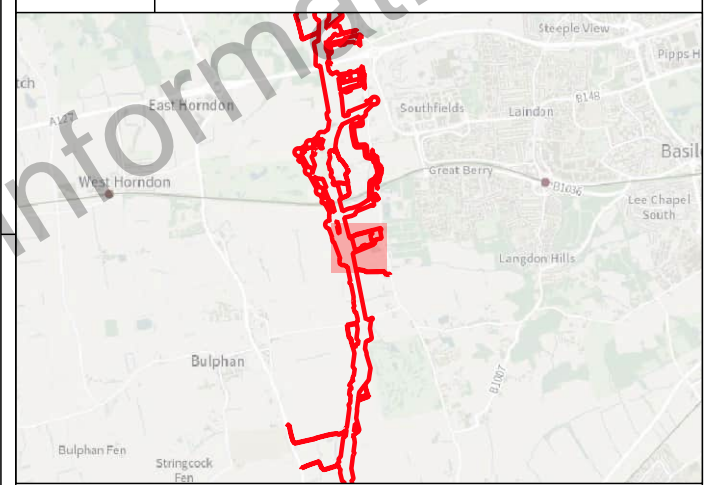 Steeple View
Pipps H
tch
informati
East Horndon
A127
Southfields
Laindon
B148
Basil
West Horndon
Great Berry
B1036
Lee Chapel
South
Langdon Hills
Bulphan
B1007
Bulphan Fen
Stringcock
Fen